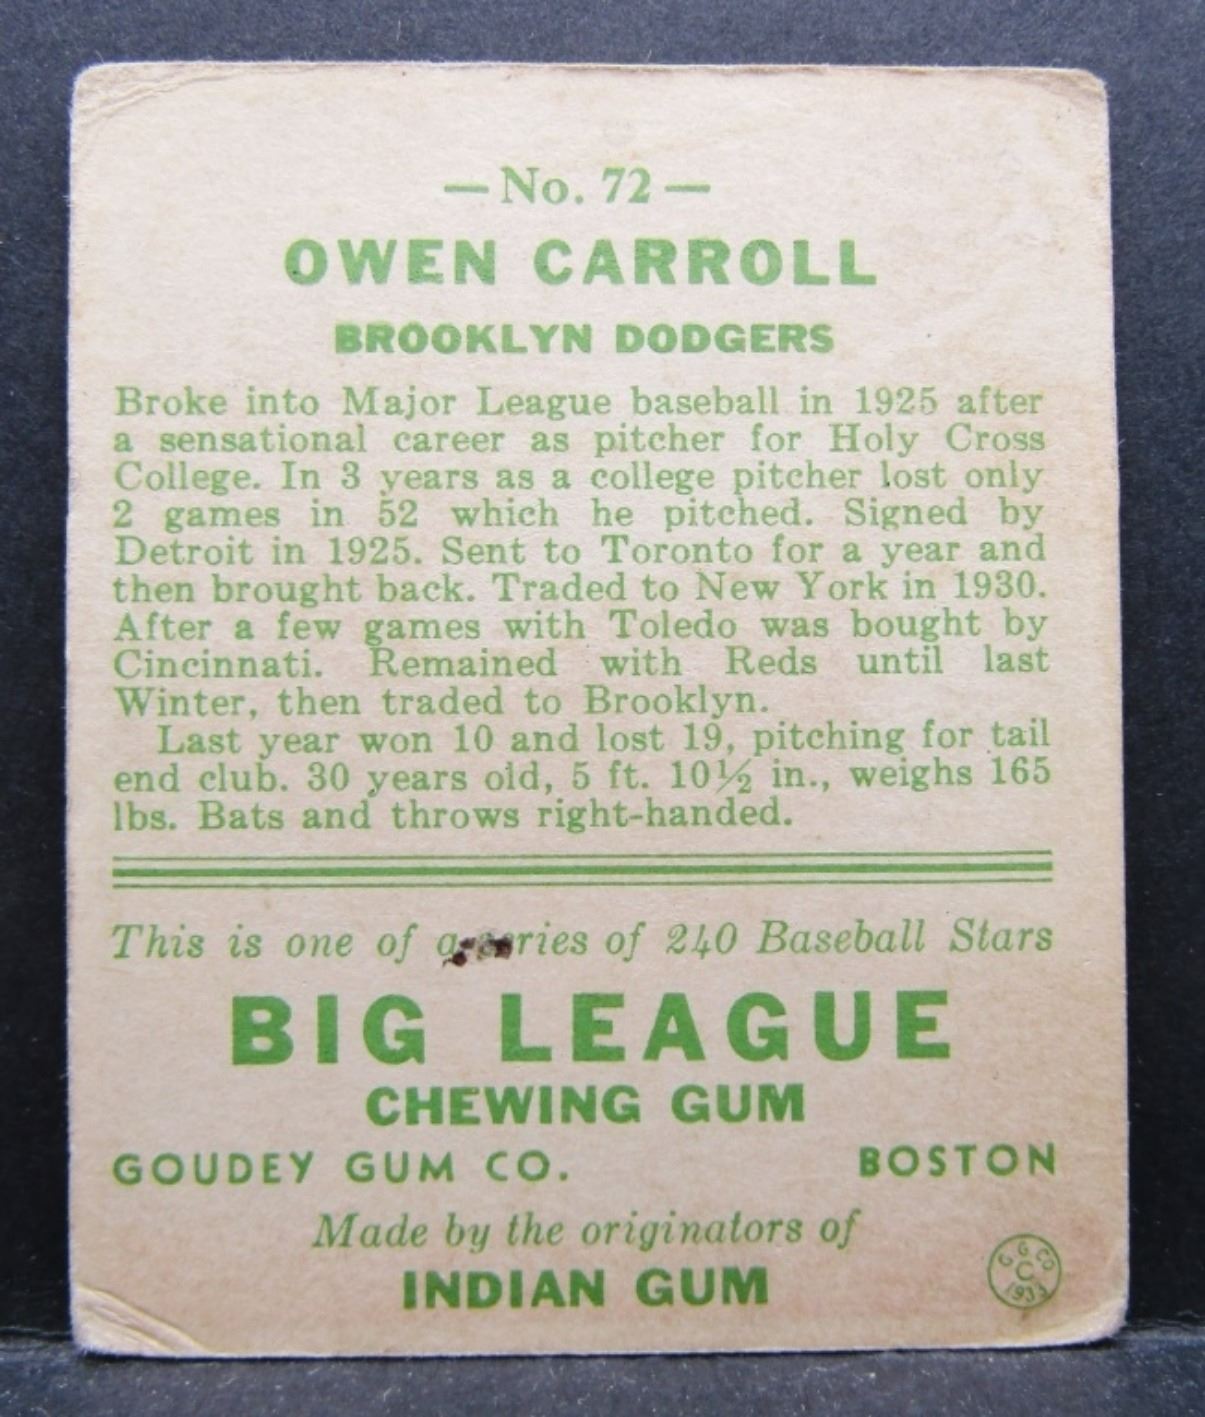 —No. 72—
OWEN CARROLL
BROOKLYN DODGERS
Broke into Major League baseball in 1925 after
a sensational career as pitcher for Holy Cross
College. In 3 years as a college pitcher lost only
2 games in 52 which he pitched. Signed by
Detroit in 1925. Sent to Toronto for a year and
then brought back. Traded to New York in 1930.
After a few games with Toledo was bought by
Cincinnati. Remained with Reds until last
Winter, then traded to Brooklyn.
Last year won 10 and lost 19, pitching for tail
end club. 30 years old, 5 ft. 10½ in., weighs 165
lbs. Bats and throws right-handed.
This is one of a series of 240 Baseball Stars
BIG LEAGUE
CHEWING GUM
GOUDEY GUM CO. BOSTON
Made by the originators of
INDIAN GUM
G G CO
C
1933